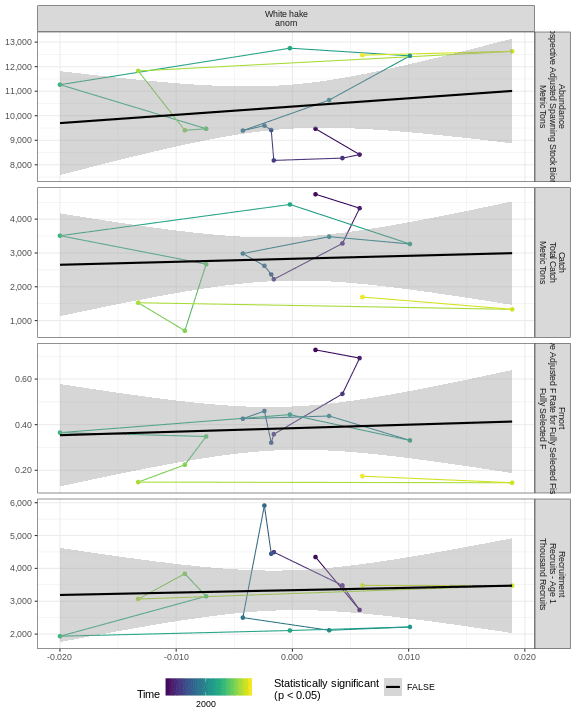 White hake
anom
13,000
12,000
11,000
10,000
9,000
8,000
Abundance
Adjusted Spawning Stock
Metric Tons
4,000
3,000
2,000
1,000
Catch
Total Catch
Metric Tons
0.60
0.40
0.20
Fmort
Adjusted F Rate for Fully Selected
Fully Selected F
6,000
5,000
4,000
3,000
2,000
Recruitment
Recruits - Age 1
Thousand Recruits
-0.020
-0.010
0.000
0.010
0.020
Time
2000
Statistically significant
(p < 0.05)
FALSE